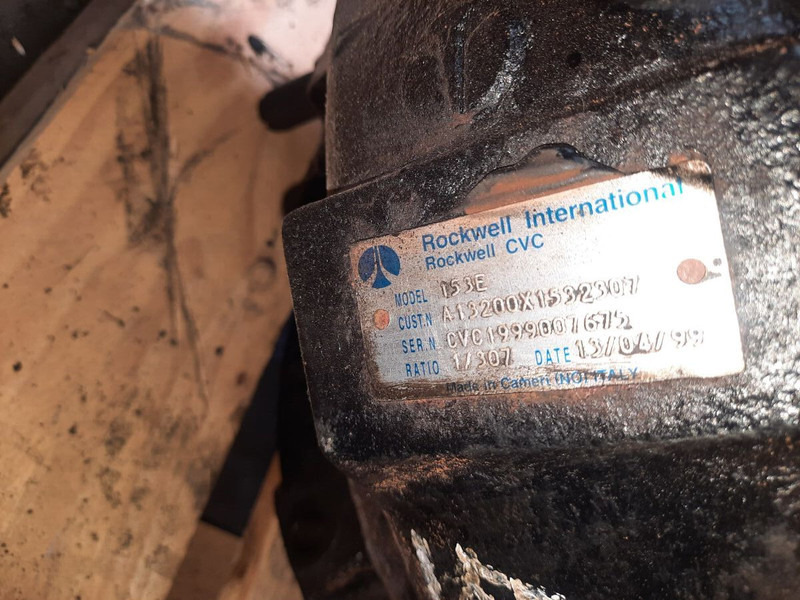 Rockwell International
Rockwell CVC
MODEL 153E
CUST.N A13200X1532307
SER.N CVC1999007675
RATIO 1/307 DATE 13/04/99
Made in Cameri (NO) ITALY